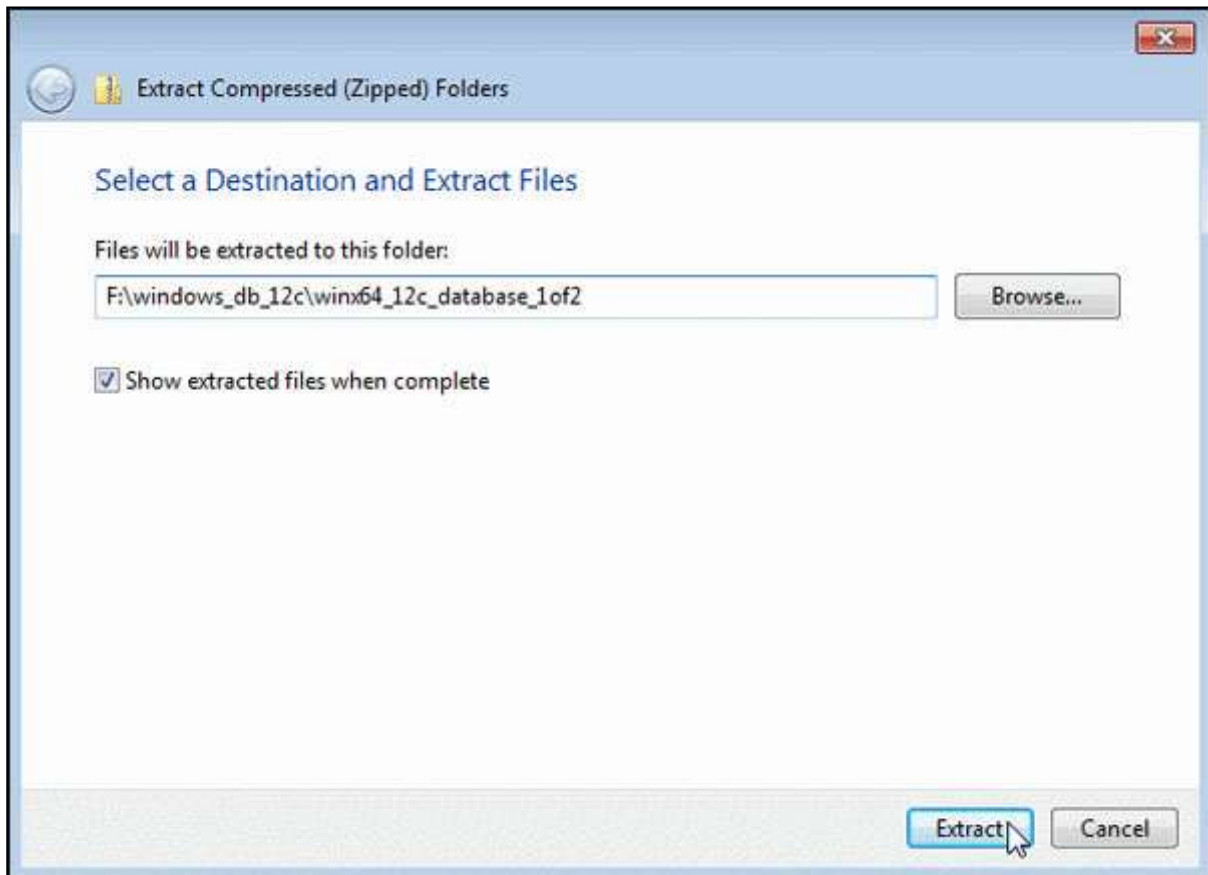 Extract Compressed (Zipped) Folders
Select a Destination and Extract Files
Files will be extracted to this folder:
F:\windows_db_12c\winx64_12c_database_1of2
Browse...
Show extracted files when complete
Extract
Cancel